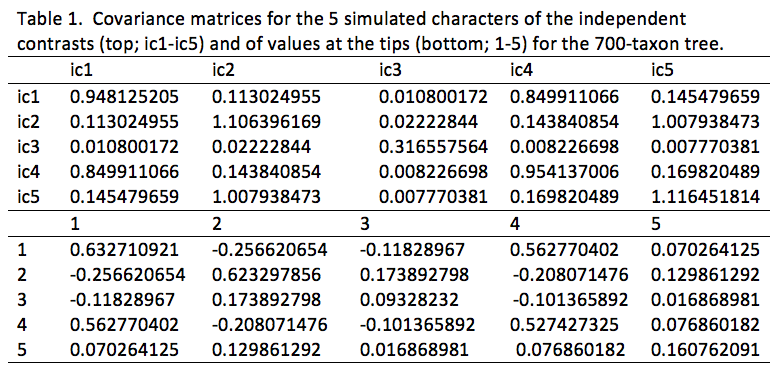 Table 1.  Covariance matrices for the 5 simulated characters of the independent
contrasts (top; ic1-ic5) and of values at the tips (bottom; 1-5) for the 700-taxon tree.
ic1 ic2 ic3 ic4 ic5
ic1 0.948125205 0.113024955 0.010800172 0.849911066 0.145479659
ic2 0.113024955 1.106396169 0.02222844 0.143840854 1.007938473
ic3 0.010800172 0.02222844 0.316557564 0.008226698 0.007770381
ic4 0.849911066 0.143840854 0.008226698 0.954137006 0.169820489
ic5 0.145479659 1.007938473 0.007770381 0.169820489 1.116451814
1 2 3 4 5
1 0.632710921 -0.256620654 -0.11828967 0.562770402 0.070264125
2 -0.256620654 0.623297856 0.173892798 -0.208071476 0.129861292
3 -0.11828967 0.173892798 0.09328232 -0.101365892 0.016868981
4 0.562770402 -0.208071476 -0.101365892 0.527427325 0.076860182
5 0.070264125 0.129861292 0.016868981 0.076860182 0.160762091